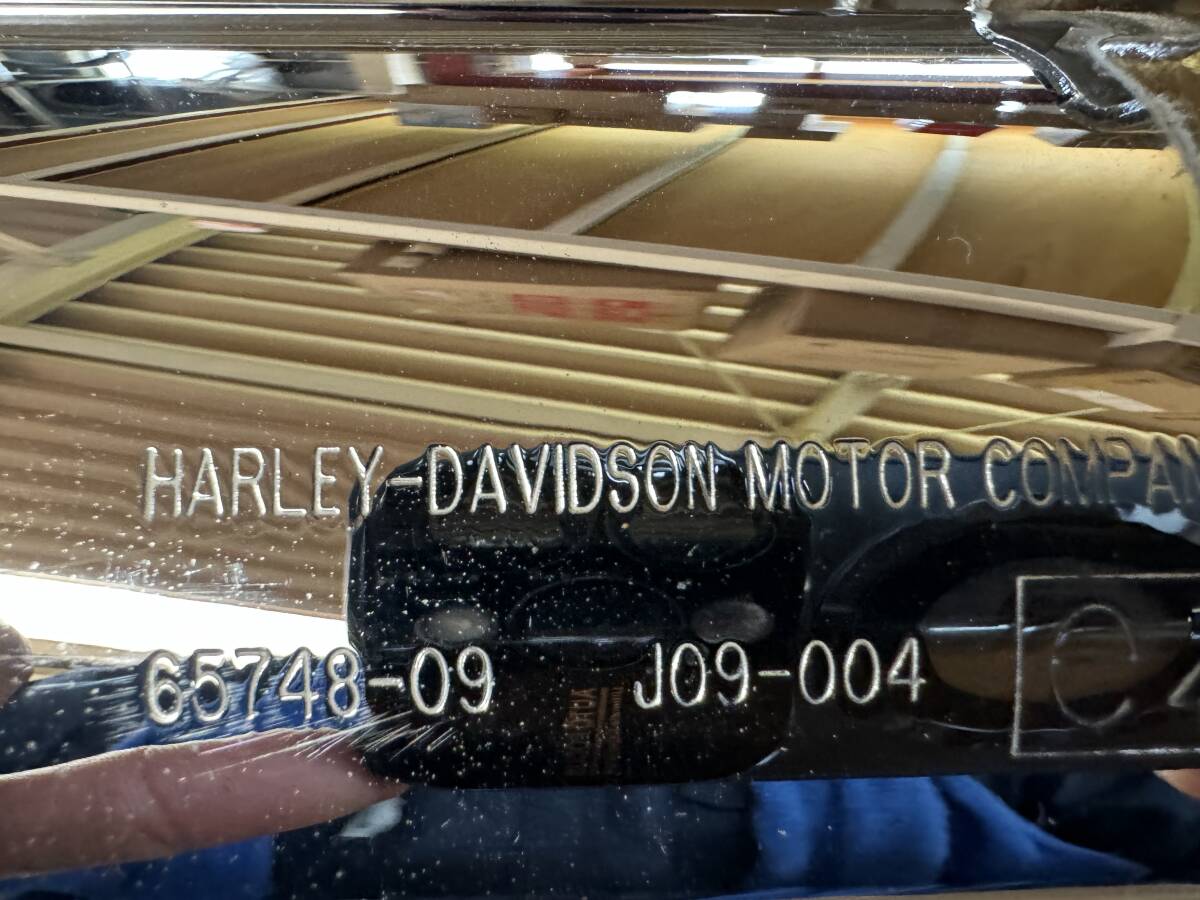 HARLEY-DAVIDSON MOTOR COMPAN
65748-09 J09-004 C